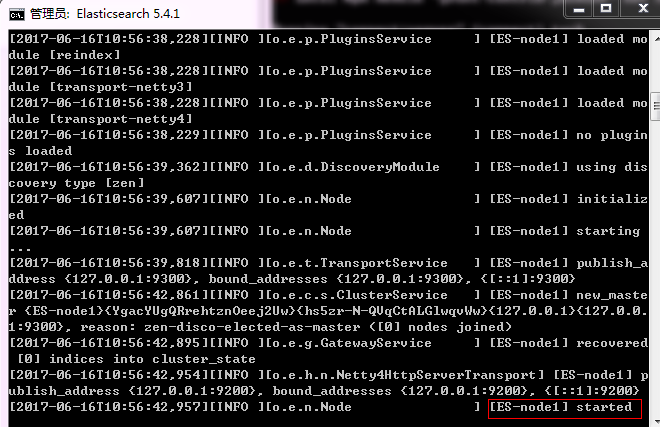 管理员: Elasticsearch 5.4.1
[2017-06-16T10:56:38,228][INFO ][o.e.p.PluginsService     ] [ES-node1] loaded mo
dule [reindex]
[2017-06-16T10:56:38,228][INFO ][o.e.p.PluginsService     ] [ES-node1] loaded mo
dule [transport-netty3]
[2017-06-16T10:56:38,228][INFO ][o.e.p.PluginsService     ] [ES-node1] loaded mo
dule [transport-netty4]
[2017-06-16T10:56:38,229][INFO ][o.e.p.PluginsService     ] [ES-node1] no plugin
s loaded
[2017-06-16T10:56:39,362][INFO ][o.e.d.DiscoveryModule    ] [ES-node1] using dis
covery type [zen]
[2017-06-16T10:56:39,607][INFO ][o.e.n.Node               ] [ES-node1] initializ
ed
[2017-06-16T10:56:39,607][INFO ][o.e.n.Node               ] [ES-node1] starting
...
[2017-06-16T10:56:39,818][INFO ][o.e.t.TransportService   ] [ES-node1] publish_a
ddress {127.0.0.1:9300}, bound_addresses {127.0.0.1:9300}, {[::1]:9300}
[2017-06-16T10:56:42,861][INFO ][o.e.c.s.ClusterService   ] [ES-node1] new_maste
r {ES-node1}{YgacYUgQRrehtznOeej2Uw}{hs5zr-N-QVqCtALGlwqvWw}{127.0.0.1}{127.0.0.
1:9300}, reason: zen-disco-elected-as-master ([0] nodes joined)
[2017-06-16T10:56:42,895][INFO ][o.e.g.GatewayService     ] [ES-node1] recovered
[0] indices into cluster_state
[2017-06-16T10:56:42,954][INFO ][o.e.h.n.Netty4HttpServerTransport] [ES-node1] p
ublish_address {127.0.0.1:9200}, bound_addresses {127.0.0.1:9200}, {[::1]:9200}
[2017-06-16T10:56:42,957][INFO ][o.e.n.Node               ] [ES-node1] started